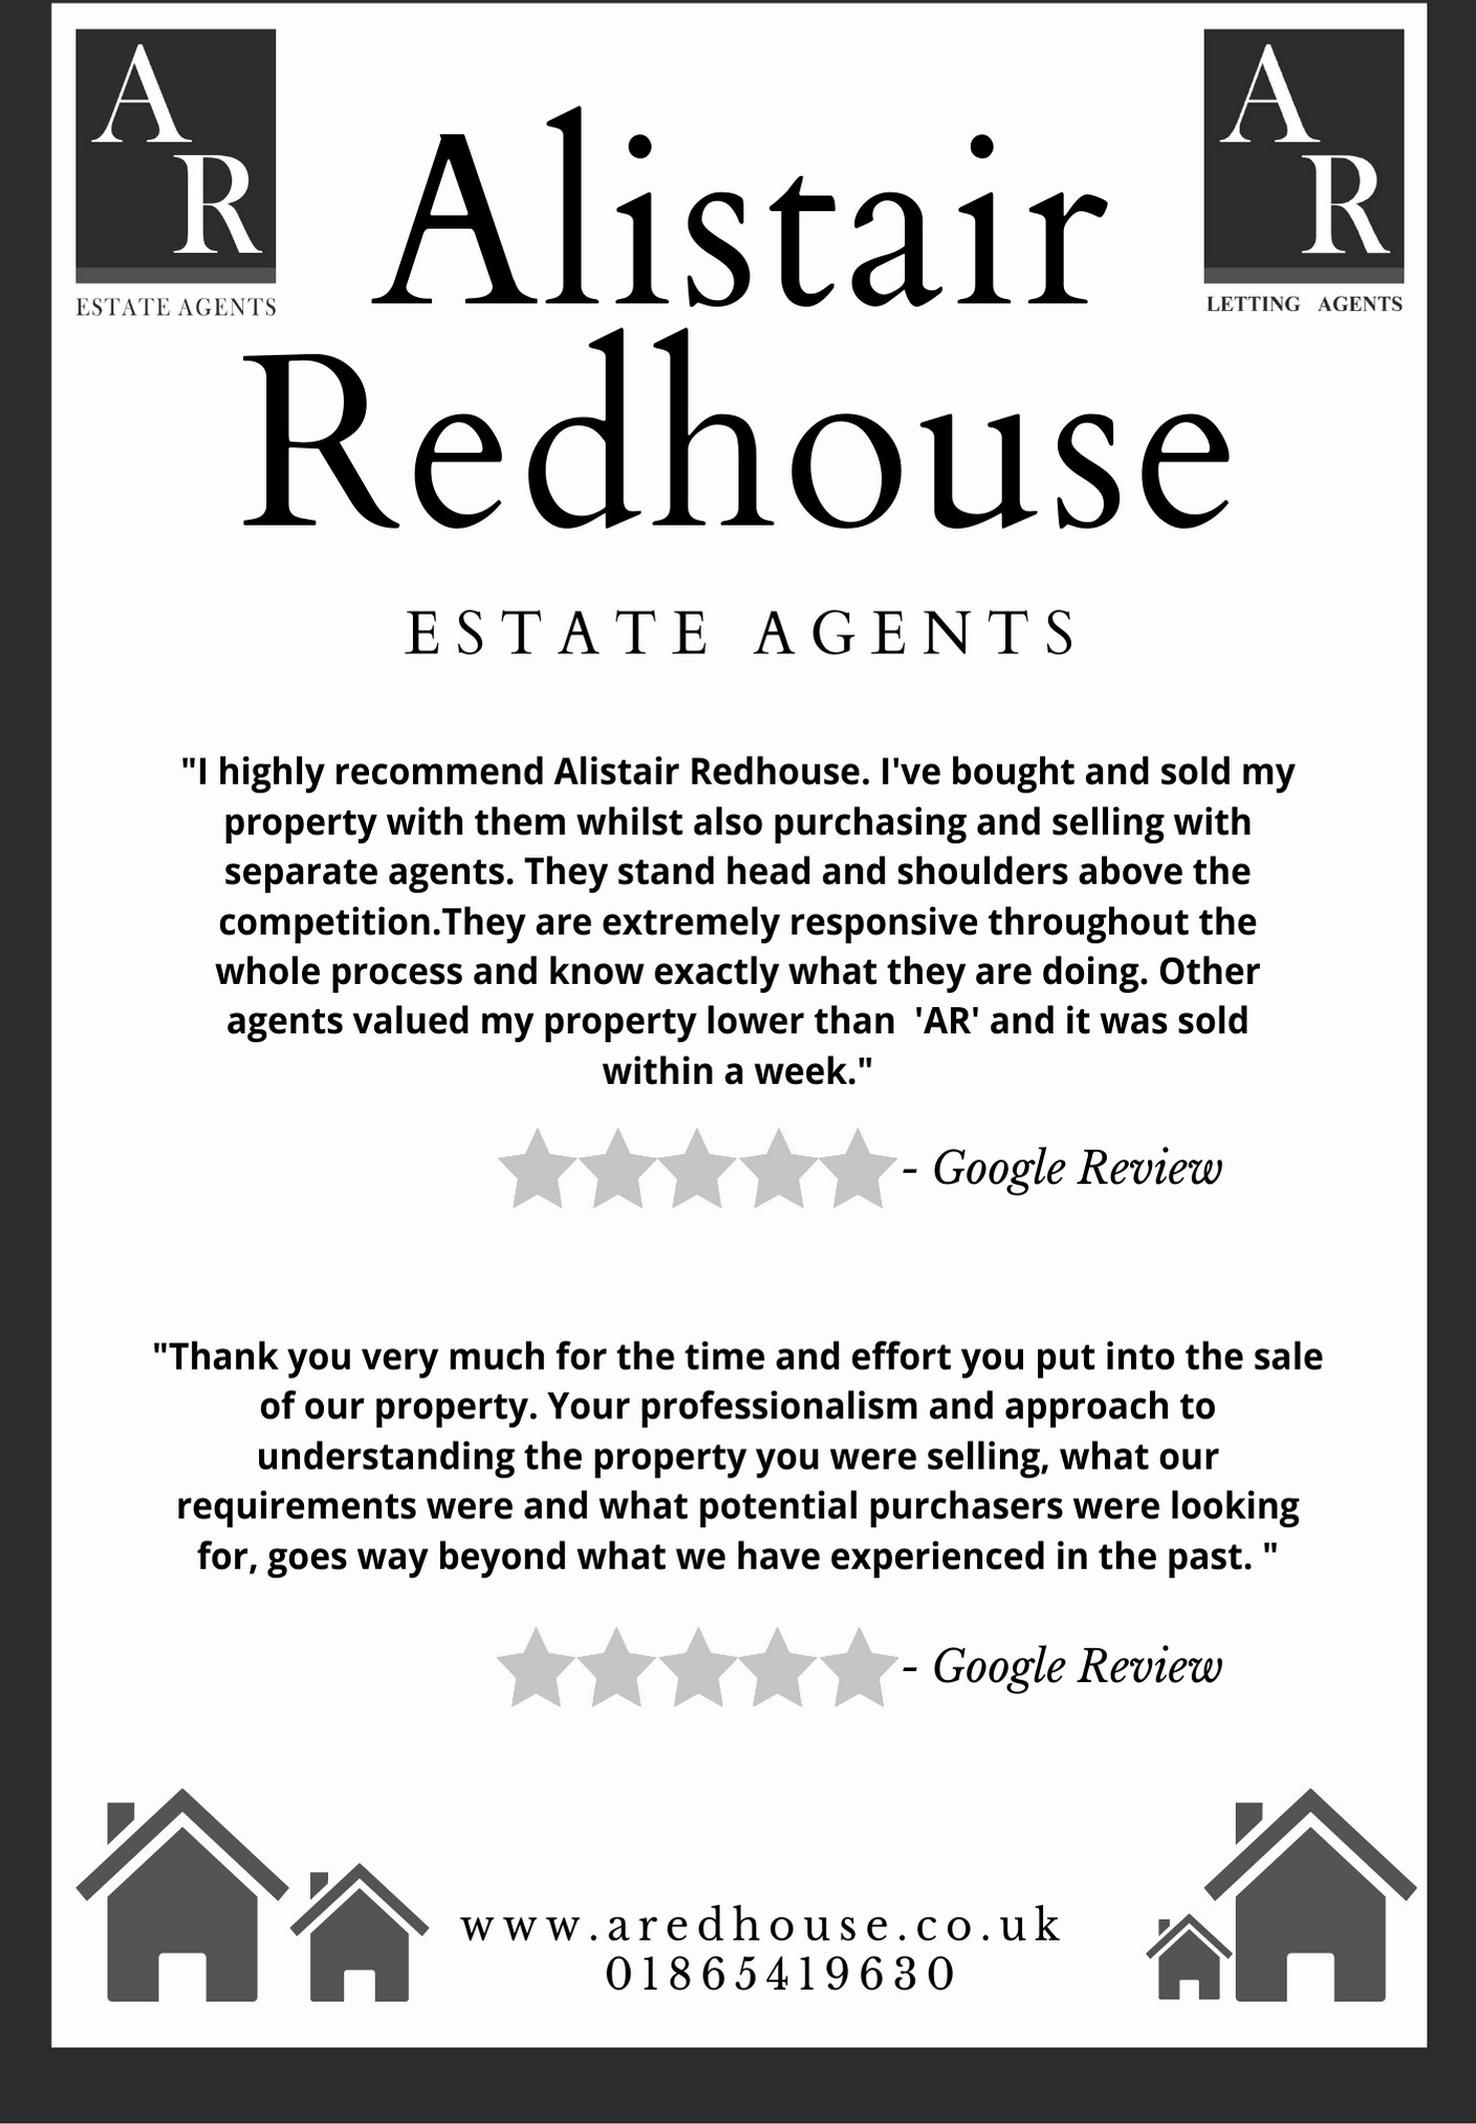 A
R
ESTATE AGENTS
A
R
LETTING AGENTS
Alistair
Redhouse
ESTATE AGENTS
"I highly recommend Alistair Redhouse. I've bought and sold my
property with them whilst also purchasing and selling with
separate agents. They stand head and shoulders above the
competition.They are extremely responsive throughout the
whole process and know exactly what they are doing. Other
agents valued my property lower than  'AR' and it was sold
within a week."
- Google Review
"Thank you very much for the time and effort you put into the sale
of our property. Your professionalism and approach to
understanding the property you were selling, what our
requirements were and what potential purchasers were looking
for, goes way beyond what we have experienced in the past. "
- Google Review
www.aredhouse.co.uk
01865419630